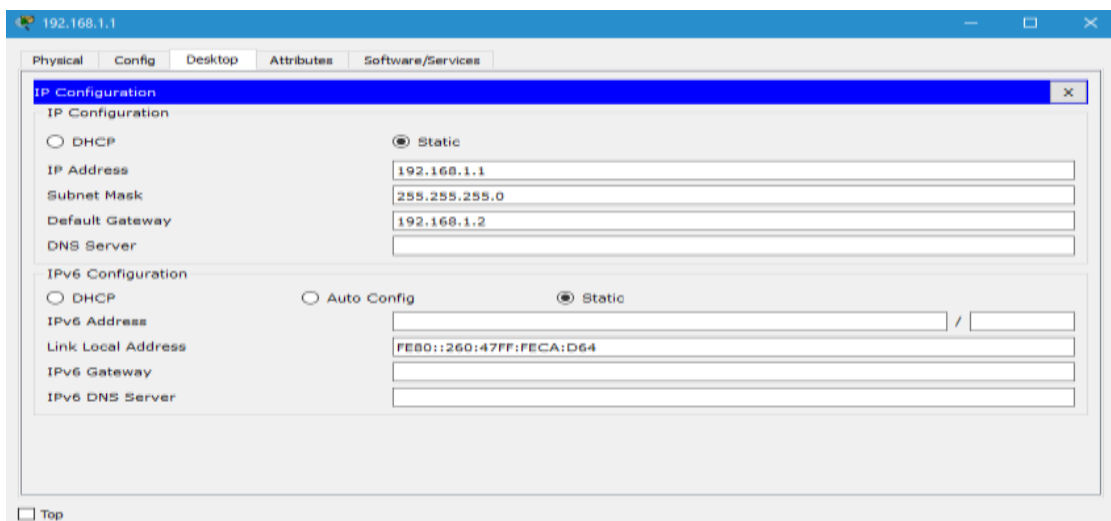 192.168.1.1
Physical Config Desktop Attributes Software/Services
IP Configuration X
IP Configuration
DHCP Static
IP Address 192.168.1.1
Subnet Mask 255.255.255.0
Default Gateway 192.168.1.2
DNS Server
IPv6 Configuration
DHCP Auto Config Static
IPv6 Address /
Link Local Address FE80::260:47FF:FECA:D64
IPv6 Gateway
IPv6 DNS Server
Top